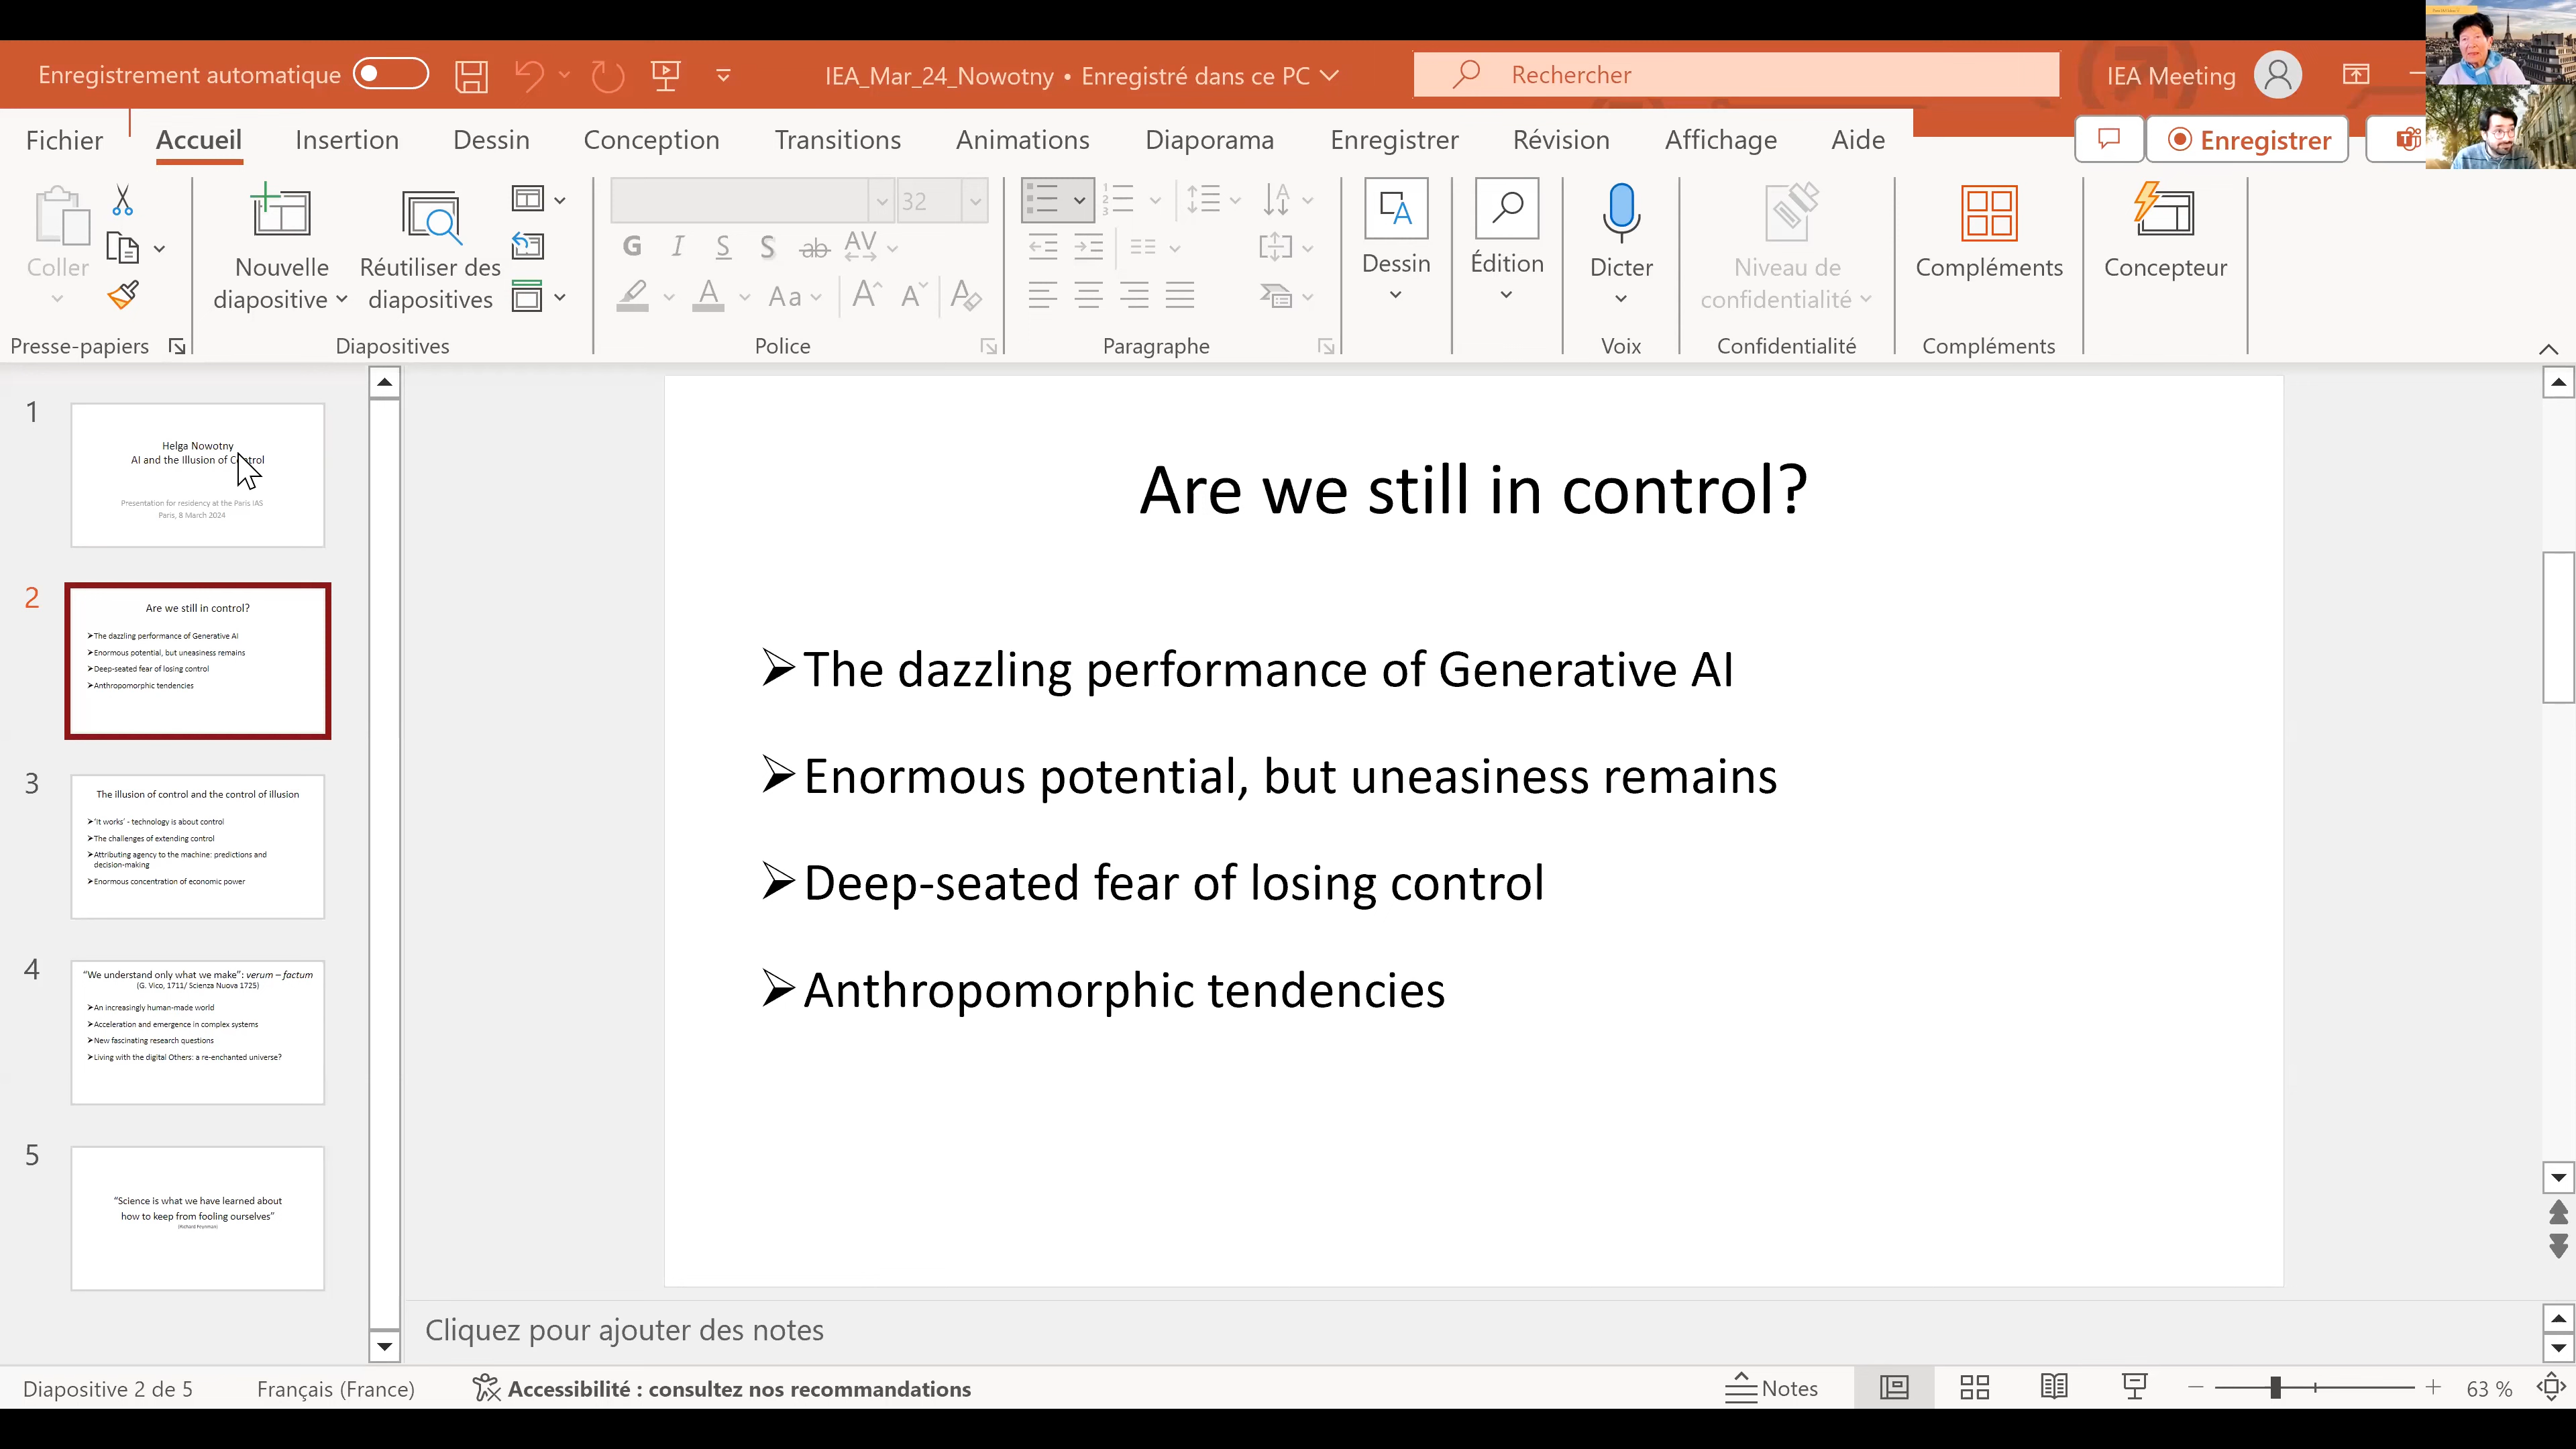 Enregistrement automatique
IEA_Mar_24_Nowotny • Enregistré dans ce PC
Rechercher
IEA Meeting
Fichier
Accueil
Insertion
Dessin
Conception
Transitions
Animations
Diaporama
Enregistrer
Révision
Affichage
Aide
Enregistrer
Coller
Presse-papiers
Nouvelle
diapositive
Réutiliser des
diapositives
Diapositives
32
G I S S ab AV
A Aa A A A
Police
Paragraphe
Dessin
Édition
Dicter
Voix
Niveau de
confidentialité
Confidentialité
Compléments
Compléments
Concepteur
1
Helga Nowotny
AI and the Illusion of Control
Presentation for residency at the Paris IAS
Paris, 8 March 2024
2
Are we still in control?
➢The dazzling performance of Generative AI
➢Enormous potential, but uneasiness remains
➢Deep-seated fear of losing control
➢Anthropomorphic tendencies
3
The illusion of control and the control of illusion
➢'It works' - technology is about control
➢The challenges of extending control
➢Attributing agency to the machine: predictions and
decision-making
➢Enormous concentration of economic power
4
"We understand only what we make": verum – factum
(G. Vico, 1711/ Scienza Nuova 1725)
➢An increasingly human-made world
➢Acceleration and emergence in complex systems
➢New fascinating research questions
➢Living with the digital Others: a re-enchanted universe?
5
"Science is what we have learned about
how to keep from fooling ourselves"
(Richard Feynman)
Are we still in control?
➢The dazzling performance of Generative AI
➢Enormous potential, but uneasiness remains
➢Deep-seated fear of losing control
➢Anthropomorphic tendencies
Cliquez pour ajouter des notes
Diapositive 2 de 5
Français (France)
Accessibilité : consultez nos recommandations
Notes
63 %